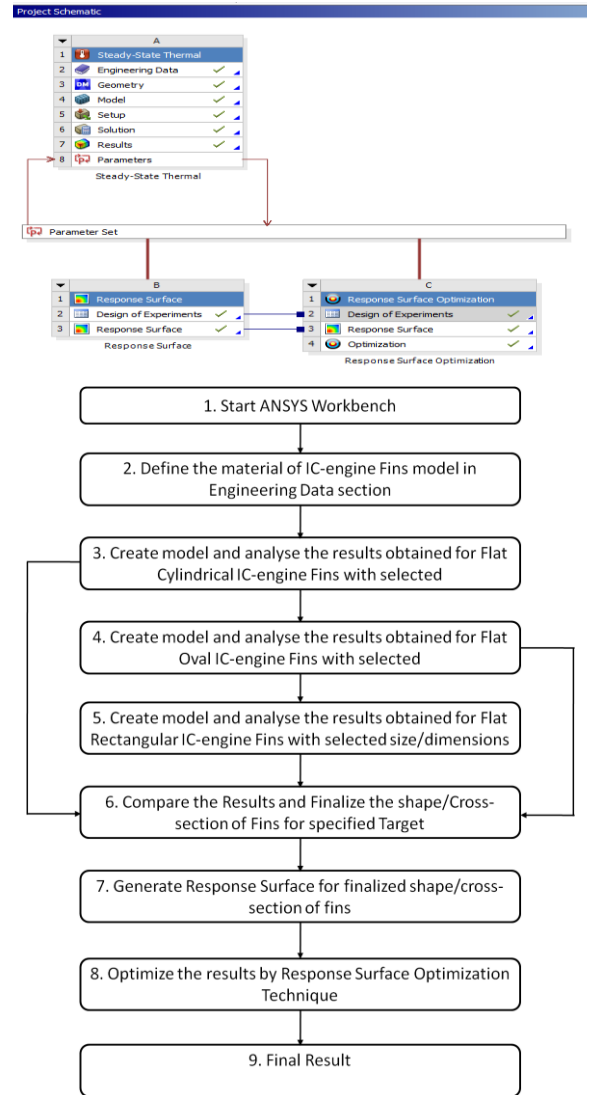 Project Schematic
A
1 Steady-State Thermal
2 Engineering Data
3 DM Geometry
4 Model
5 Setup
6 Solution
7 Results
8 Parameters
Steady-State Thermal
Parameter Set
B
1 Response Surface
2 Design of Experiments
3 Response Surface
Response Surface
C
1 Response Surface Optimization
2 Design of Experiments
3 Response Surface
4 Optimization
Response Surface Optimization
1. Start ANSYS Workbench
2. Define the material of IC-engine Fins model in
Engineering Data section
3. Create model and analyse the results obtained for Flat
Cylindrical IC-engine Fins with selected
4. Create model and analyse the results obtained for Flat
Oval IC-engine Fins with selected
5. Create model and analyse the results obtained for Flat
Rectangular IC-engine Fins with selected size/dimensions
6. Compare the Results and Finalize the shape/Cross-
section of Fins for specified Target
7. Generate Response Surface for finalized shape/cross-
section of fins
8. Optimize the results by Response Surface Optimization
Technique
9. Final Result